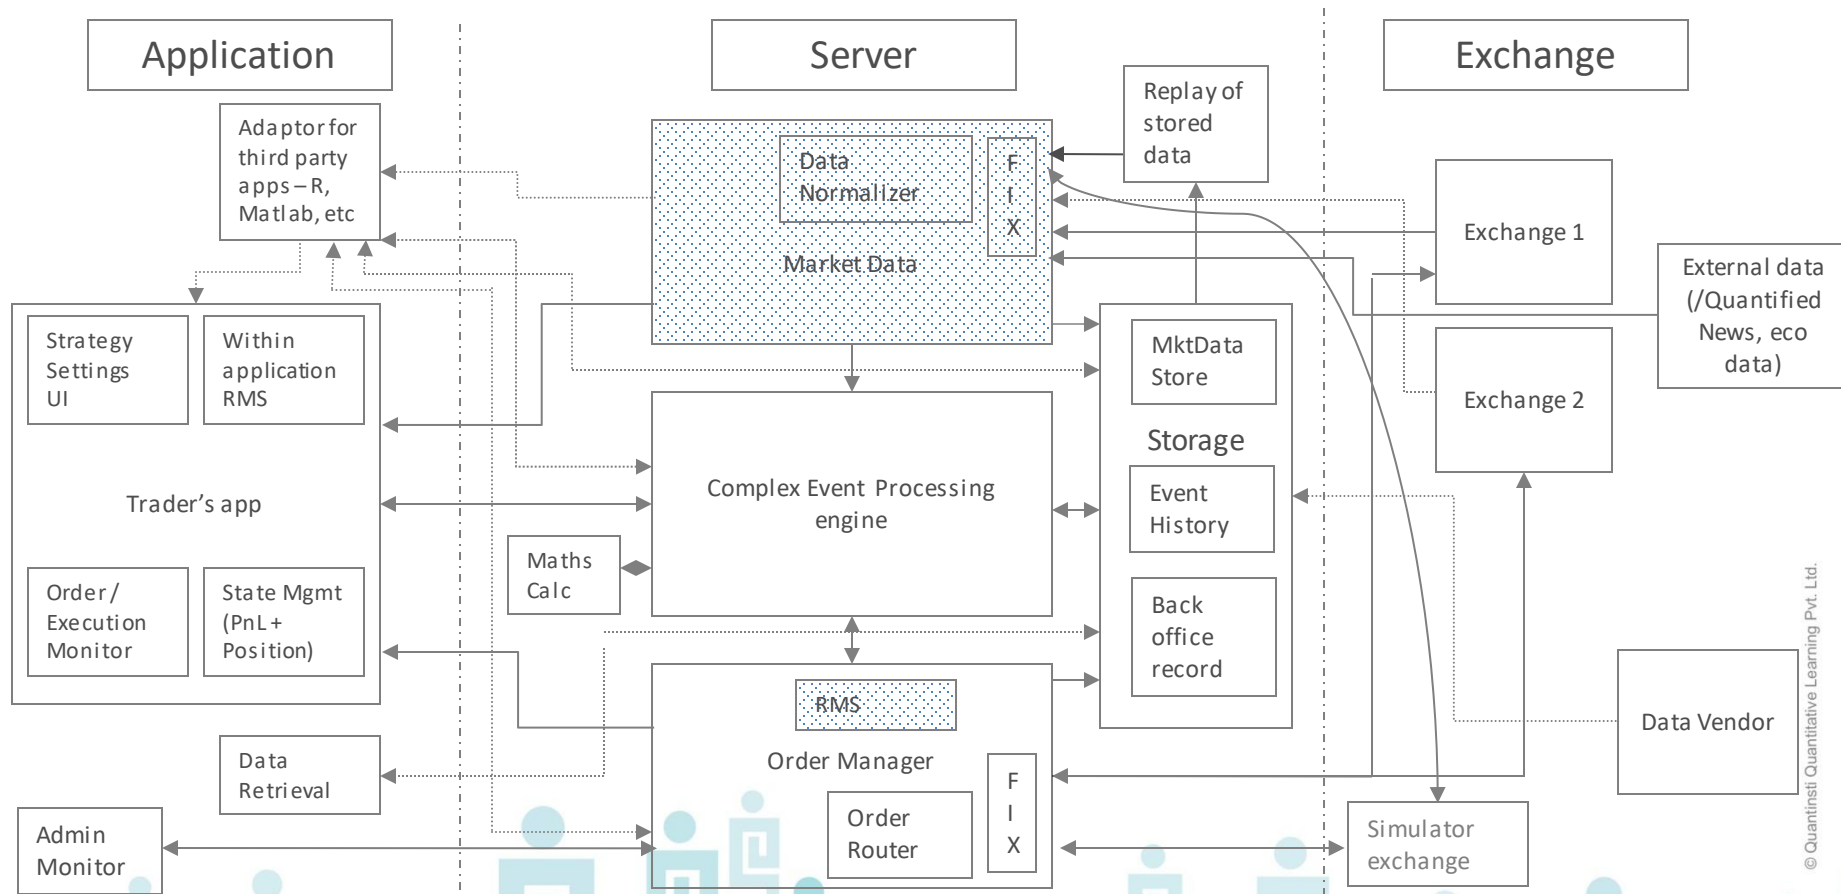 Application
Server
Exchange
Adaptor for
third party
apps – R,
Matlab, etc
Strategy
Settings
UI
Within
application
RMS
Trader's app
Order /
Execution
Monitor
State Mgmt
(PnL +
Position)
Data
Retrieval
Admin
Monitor
Data
Normalizer
F
I
X
Market Data
Replay of
stored
data
Complex Event Processing
engine
Maths
Calc
MktData
Store
Storage
Event
History
Back
office
record
RMS
Order Manager
Order
Router
F
I
X
Exchange 1
Exchange 2
External data
(/Quantified
News, eco
data)
Data Vendor
Simulator
exchange
© Quantinsti Quantitative Learning Pvt. Ltd.